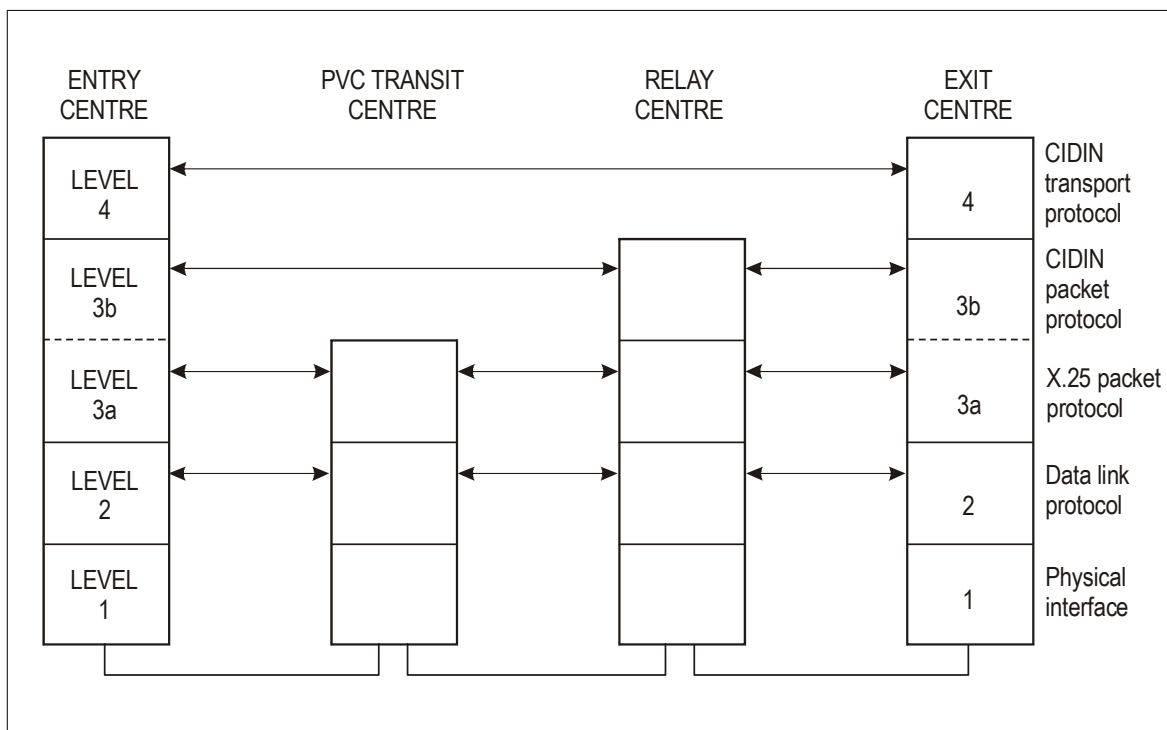 ENTRY
CENTRE
PVC TRANSIT
CENTRE
RELAY
CENTRE
EXIT
CENTRE
LEVEL
4
4
CIDIN
transport
protocol
LEVEL
3b
3b
CIDIN
packet
protocol
LEVEL
3a
3a
X.25 packet
protocol
LEVEL
2
2
Data link
protocol
LEVEL
1
1
Physical
interface